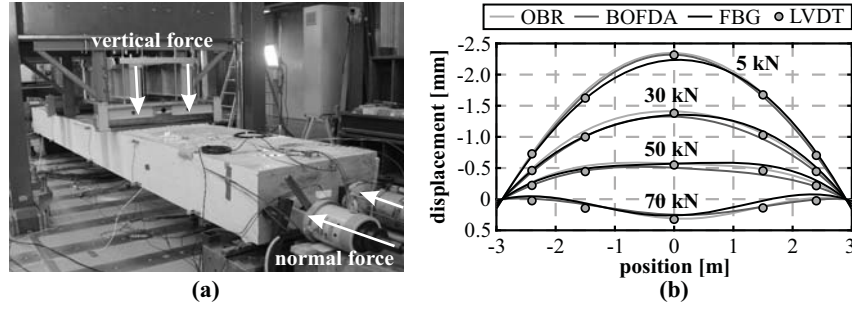 vertical force
normal force
(a)
OBR BOFDA FBG LVDT
-2.5
-2.0
-1.5
-1.0
-0.5
0
0.5
displacement [mm]
5 kN
30 kN
50 kN
70 kN
-3 -2 -1 0 1 2 3
position [m]
(b)